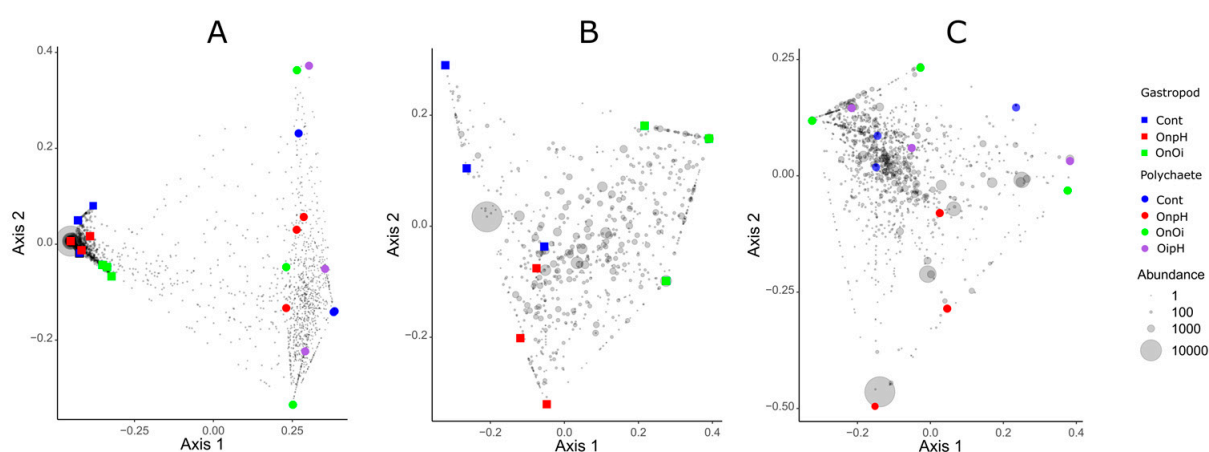 A
B
C
0.4
0.2
0.0
−0.2
Axis 2
−0.25
0.00
0.25
Axis 1
0.2
0.0
−0.2
Axis 2
−0.2
0.0
0.2
0.4
Axis 1
0.25
0.00
−0.25
−0.50
Axis 2
−0.2
0.0
0.2
0.4
Axis 1
Gastropod
Cont
OnpH
OnOi
Polychaete
Cont
OnpH
OnOi
OipH
Abundance
1
100
1000
10000